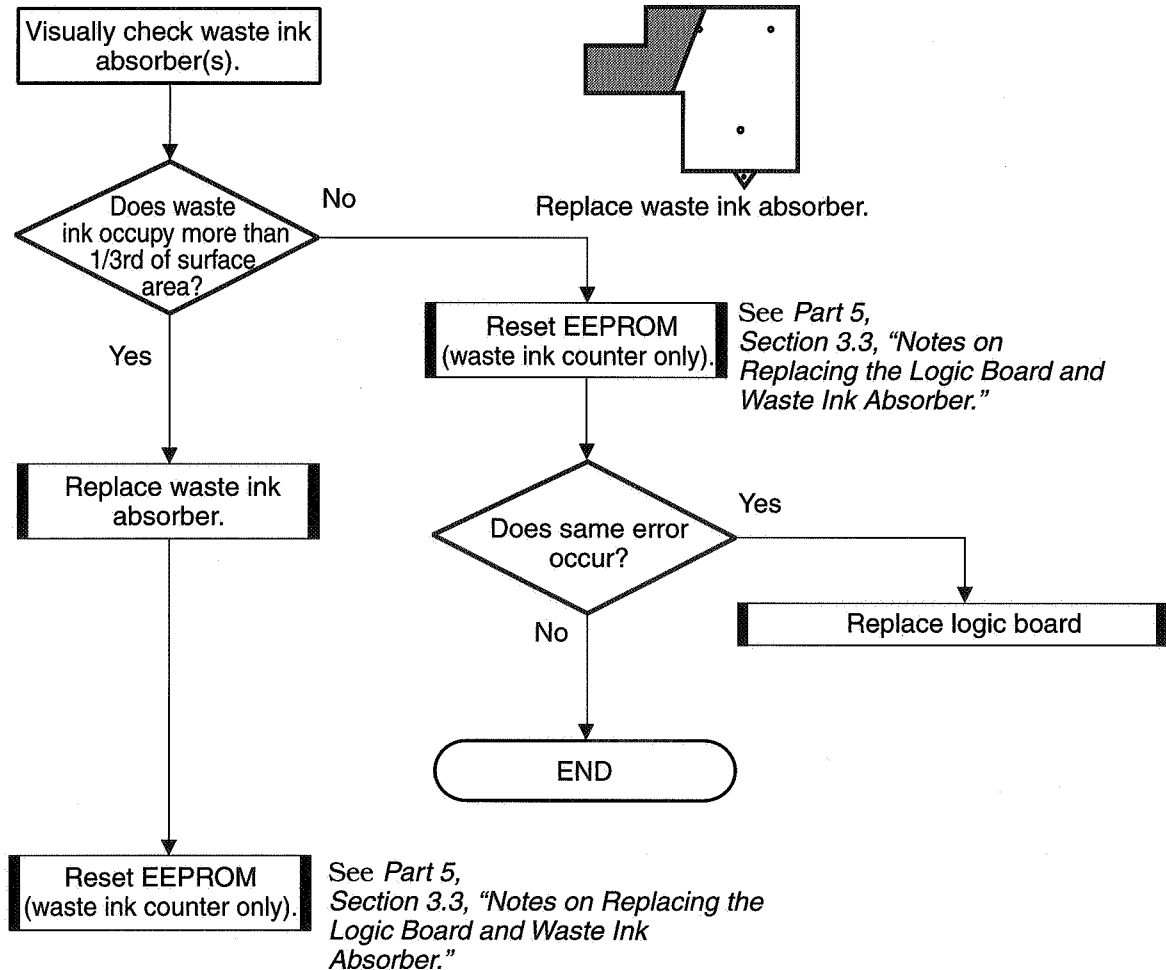 Visually check waste ink
absorber(s).
Replace waste ink absorber.
Does waste
ink occupy more than
1/3rd of surface
area?
No
Yes
Reset EEPROM
(waste ink counter only).
See Part 5,
Section 3.3, “Notes on
Replacing the Logic Board and
Waste Ink Absorber.”
Replace waste ink
absorber.
Does same error
occur?
Yes
No
Replace logic board
END
Reset EEPROM
(waste ink counter only).
See Part 5,
Section 3.3, “Notes on Replacing the
Logic Board and Waste Ink
Absorber.”